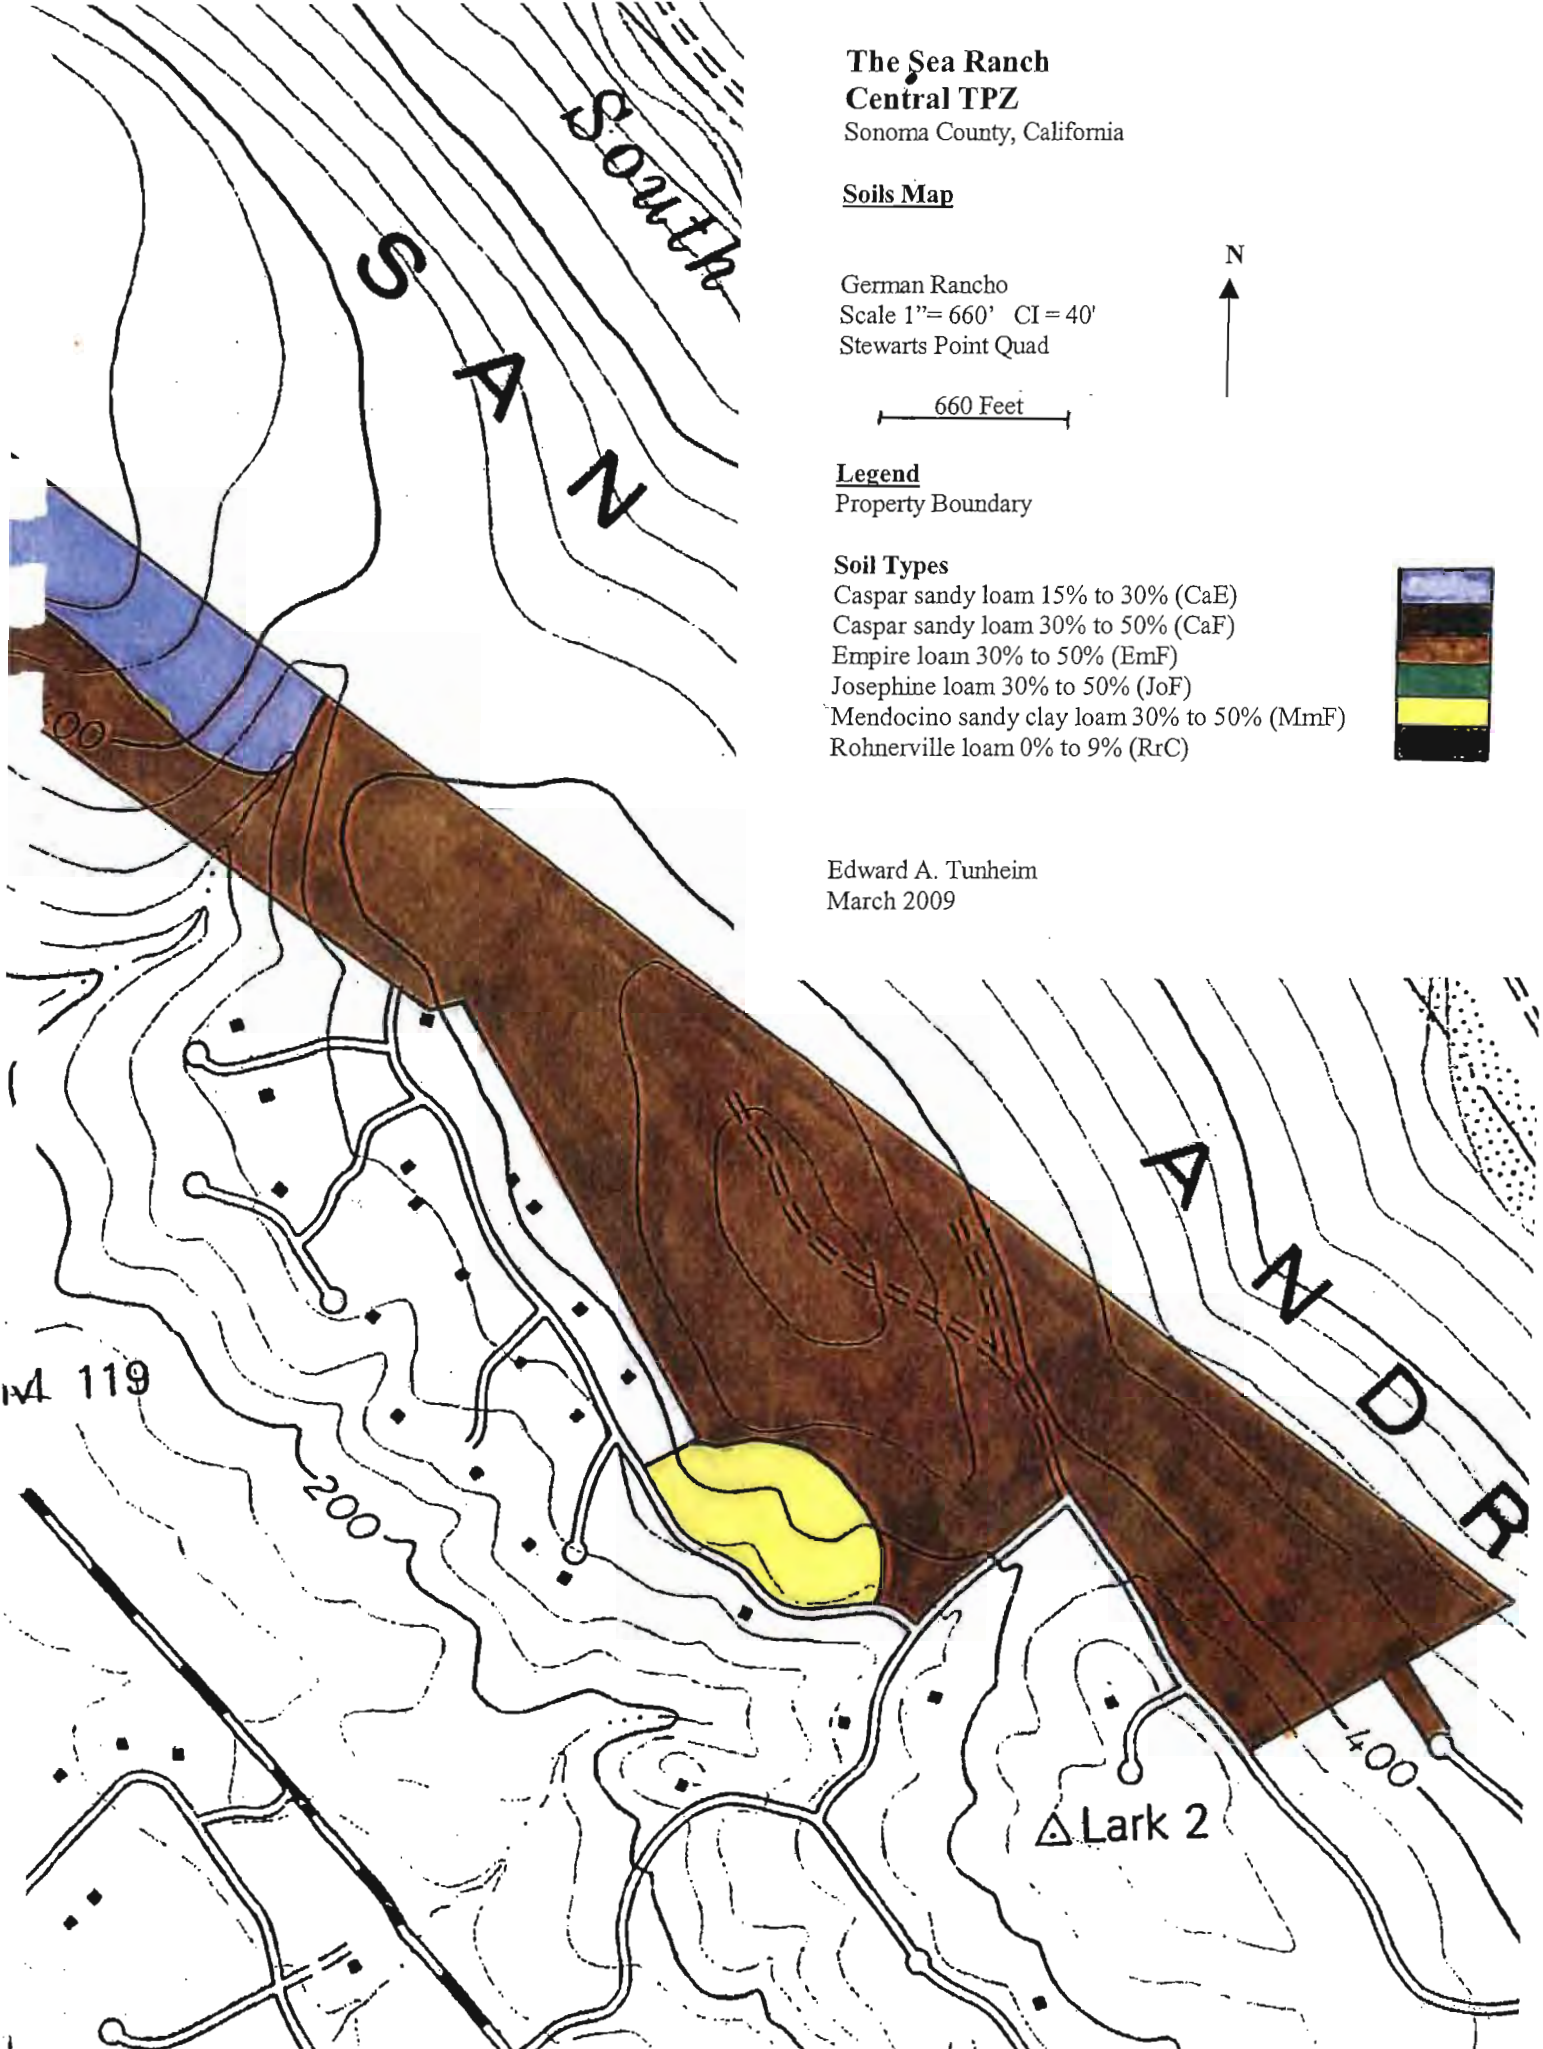 The Sea Ranch
Central TPZ
Sonoma County, California
Soils Map
N
German Rancho
Scale 1”= 660’ CI = 40'
Stewarts Point Quad
660 Feet
Legend
Property Boundary
Soil Types
Caspar sandy loam 15% to 30% (CaE)
Caspar sandy loam 30% to 50% (CaF)
Empire loam 30% to 50% (EmF)
Josephine loam 30% to 50% (JoF)
Mendocino sandy clay loam 30% to 50% (MmF)
Rohnerville loam 0% to 9% (RrC)
Edward A. Tunheim
March 2009
South
S A N
A N D R
00
119
200
400
Lark 2